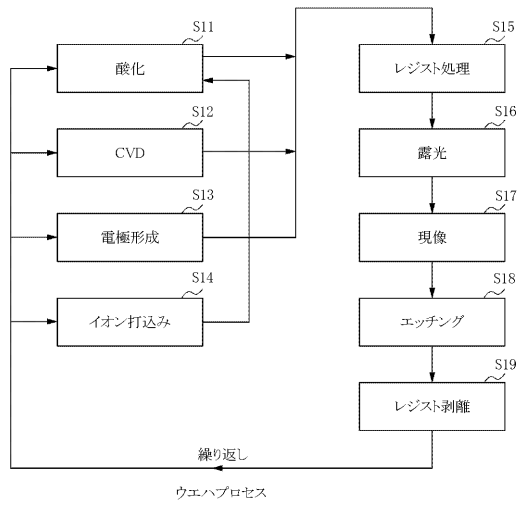 S11
酸化
S12
CVD
S13
電極形成
S14
イオン打込み
S15
レジスト処理
S16
露光
S17
現像
S18
エッチング
S19
レジスト剥離
繰り返し
ウエハプロセス